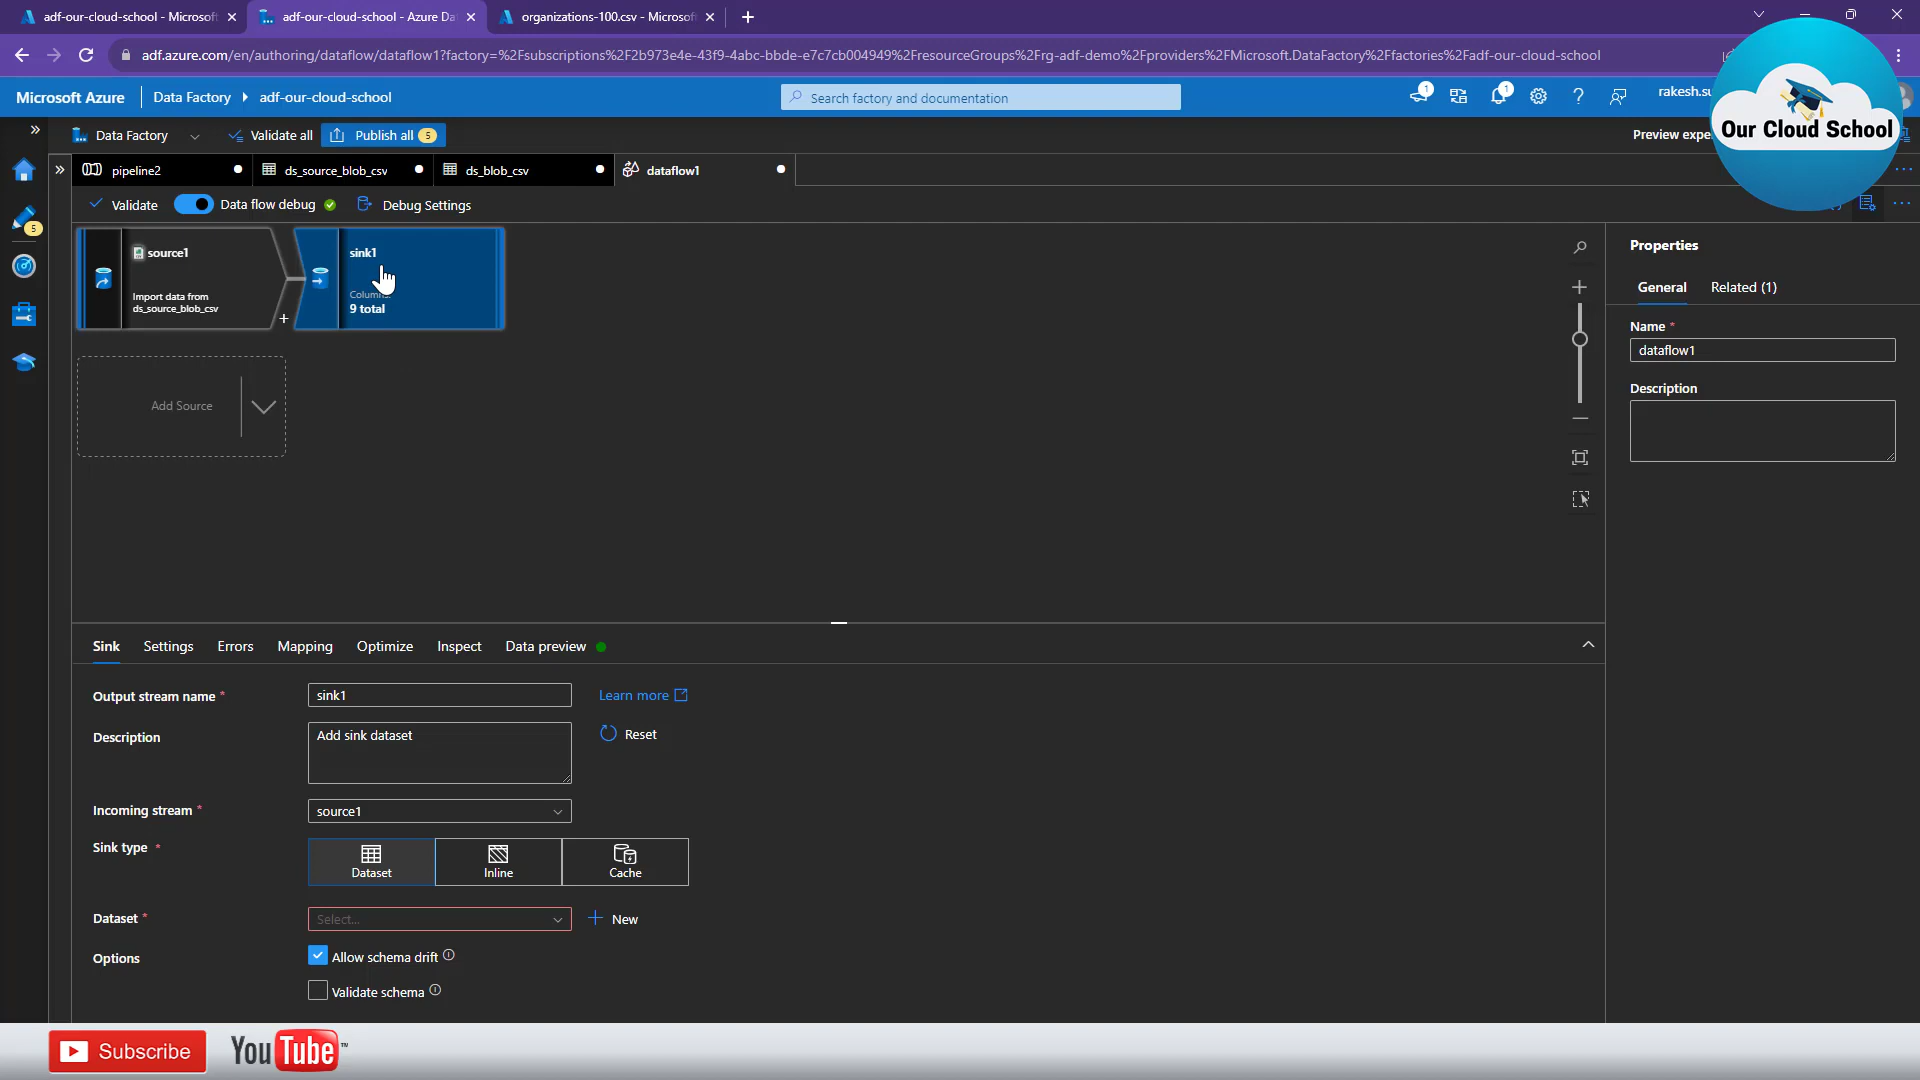 adf-our-cloud-school - Microsoft
adf-our-cloud-school - Azure Da
organizations-100.csv - Microsof
adf.azure.com/en/authoring/dataflow/dataflow1?factory=%2Fsubscriptions%2F2b973e4e-43f9-4abc-bbde-e7c7cb004949%2FresourceGroups%2Frg-adf-demo%2Fproviders%2FMicrosoft.DataFactory%2Ffactories%2Fadf-our-cloud-school
Microsoft Azure
Data Factory
adf-our-cloud-school
Search factory and documentation
1
1
rakesh.su
Our Cloud School
Data Factory
Validate all
Publish all
5
Preview expe
pipeline2
ds_source_blob_csv
ds_blob_csv
dataflow1
5
Validate
Data flow debug
Debug Settings
source1
Import data from
ds_source_blob_csv
+
sink1
9 total
Add Source
Properties
General
Related (1)
Name *
dataflow1
Description
Sink
Settings
Errors
Mapping
Optimize
Inspect
Data preview
Output stream name *
sink1
Learn more
Description
Add sink dataset
Reset
Incoming stream *
source1
Sink type *
Dataset
Inline
Cache
Dataset *
Select...
New
Options
Allow schema drift
Validate schema
Subscribe
YouTube
TM